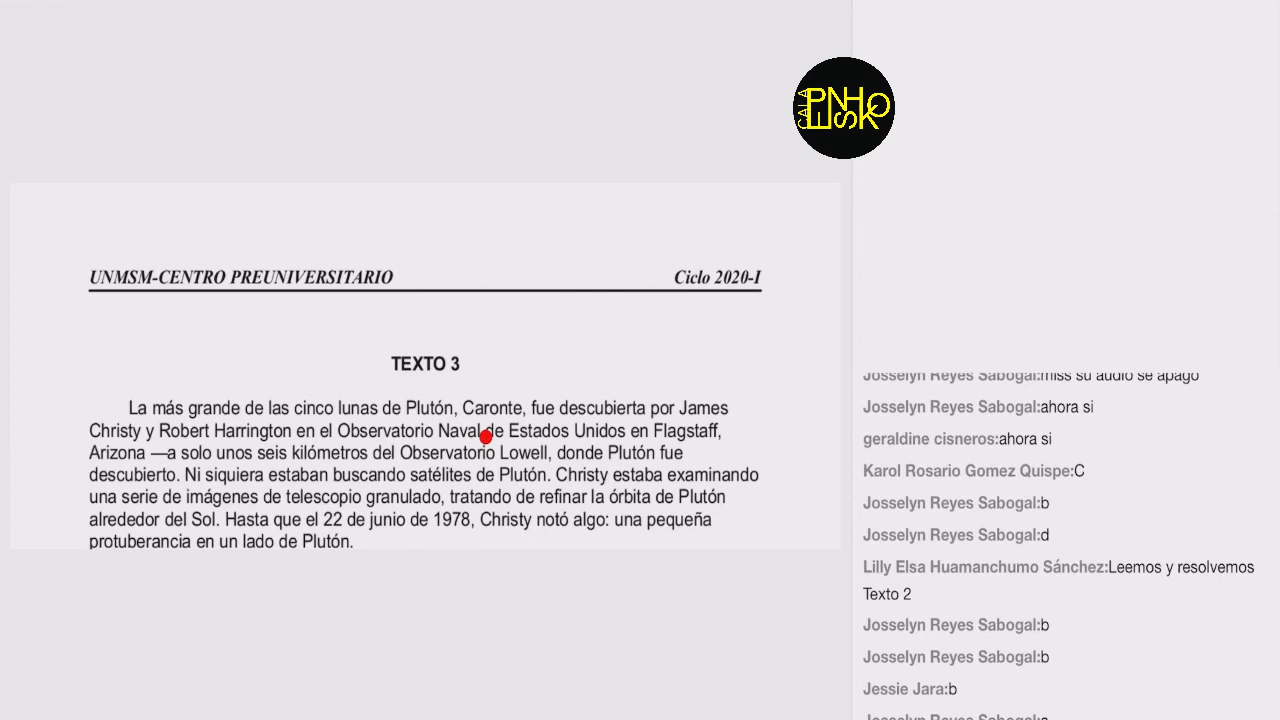 CALA
PENHO
ESK
UNMSM-CENTRO PREUNIVERSITARIO Ciclo 2020-I
TEXTO 3
La más grande de las cinco lunas de Plutón, Caronte, fue descubierta por James
Christy y Robert Harrington en el Observatorio Naval de Estados Unidos en Flagstaff,
Arizona —a solo unos seis kilómetros del Observatorio Lowell, donde Plutón fue
descubierto. Ni siquiera estaban buscando satélites de Plutón. Christy estaba examinando
una serie de imágenes de telescopio granulado, tratando de refinar la órbita de Plutón
alrededor del Sol. Hasta que el 22 de junio de 1978, Christy notó algo: una pequeña
protuberancia en un lado de Plutón.
Josselyn Reyes Sabogal:miss su audio se apago
Josselyn Reyes Sabogal:ahora si
geraldine cisneros:ahora si
Karol Rosario Gomez Quispe:C
Josselyn Reyes Sabogal:b
Josselyn Reyes Sabogal:d
Lilly Elsa Huamanchumo Sánchez:Leemos y resolvemos
Texto 2
Josselyn Reyes Sabogal:b
Josselyn Reyes Sabogal:b
Jessie Jara:b
Josselyn Reyes Sabogal: